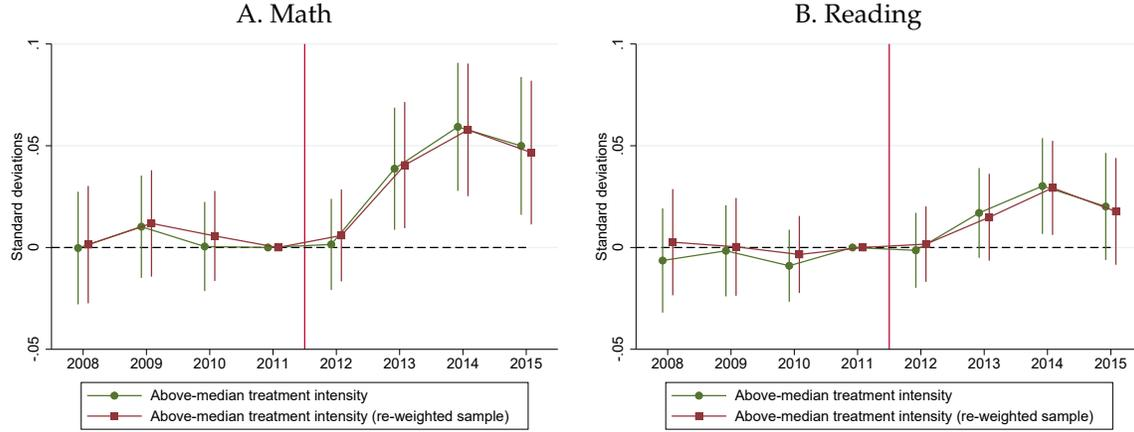 A. Math
.1
.05
0
-.05
Standard deviations
2008 2009 2010 2011 2012 2013 2014 2015
Above-median treatment intensity
Above-median treatment intensity (re-weighted sample)
B. Reading
.1
.05
0
-.05
Standard deviations
2008 2009 2010 2011 2012 2013 2014 2015
Above-median treatment intensity
Above-median treatment intensity (re-weighted sample)